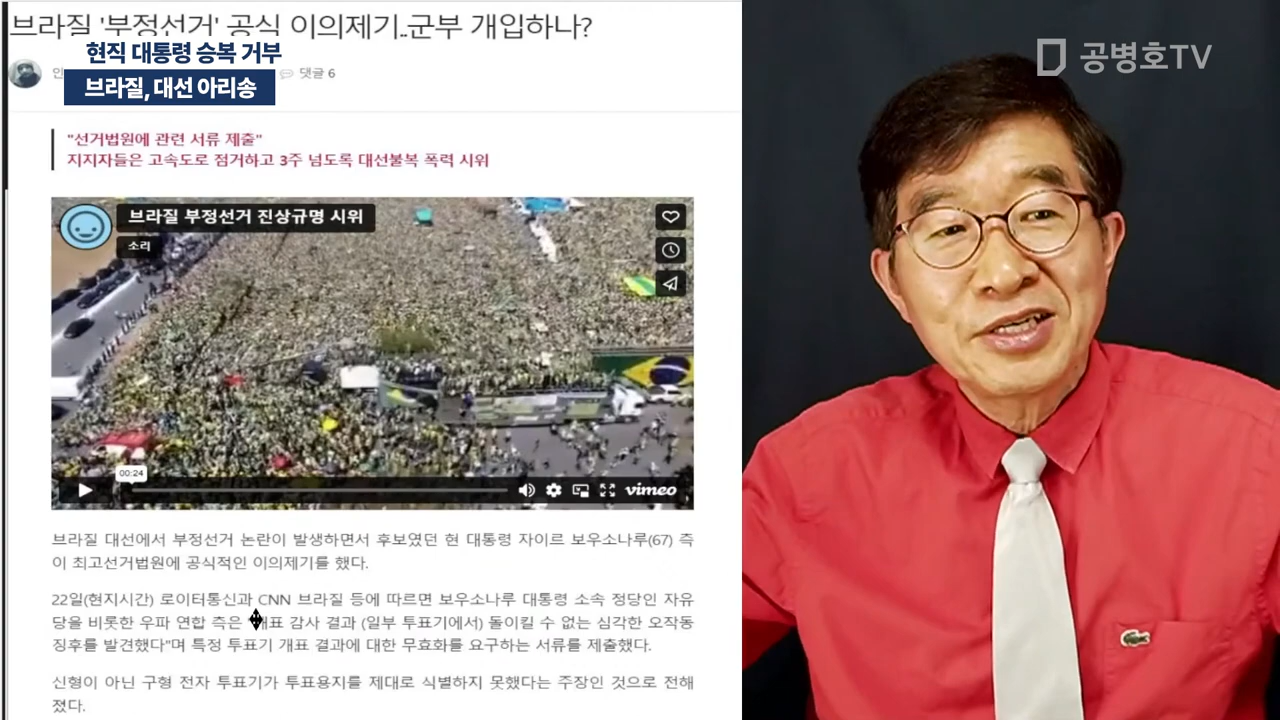 브라질 '부정선거' 공식 이의제기..군부 개입하나?
현직 대통령 승복 거부
브라질, 대선 아리송
댓글 6
공병호TV
"선거법원에 관련 서류 제출"
지지자들은 고속도로 점거하고 3주 넘도록 대선불복 폭력 시위
브라질 부정선거 진상규명 시위
소리
00:24
vimeo
브라질 대선에서 부정선거 논란이 발생하면서 후보였던 현 대통령 자이르 보우소나루(67) 측
이 최고선거법원에 공식적인 이의제기를 했다.
22일(현지시간) 로이터통신과 CNN 브라질 등에 따르면 보우소나루 대통령 소속 정당인 자유
당을 비롯한 우파 연합 측은 개표 감사 결과 (일부 투표기에서) 돌이킬 수 없는 심각한 오작동
징후를 발견했다"며 특정 투표기 개표 결과에 대한 무효화를 요구하는 서류를 제출했다.
신형이 아닌 구형 전자 투표기가 투표용지를 제대로 식별하지 못했다는 주장인 것으로 전해
졌다.